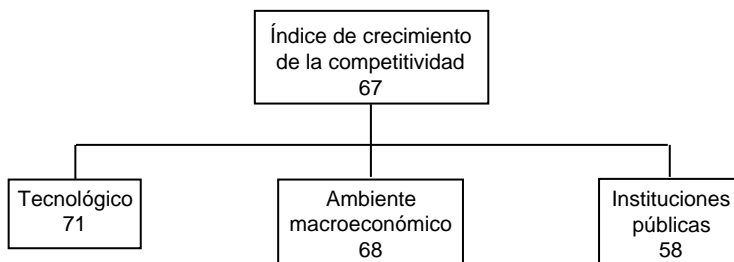 Índice de crecimiento
de la competitividad
67
Tecnológico
71
Ambiente
macroeconómico
68
Instituciones
públicas
58